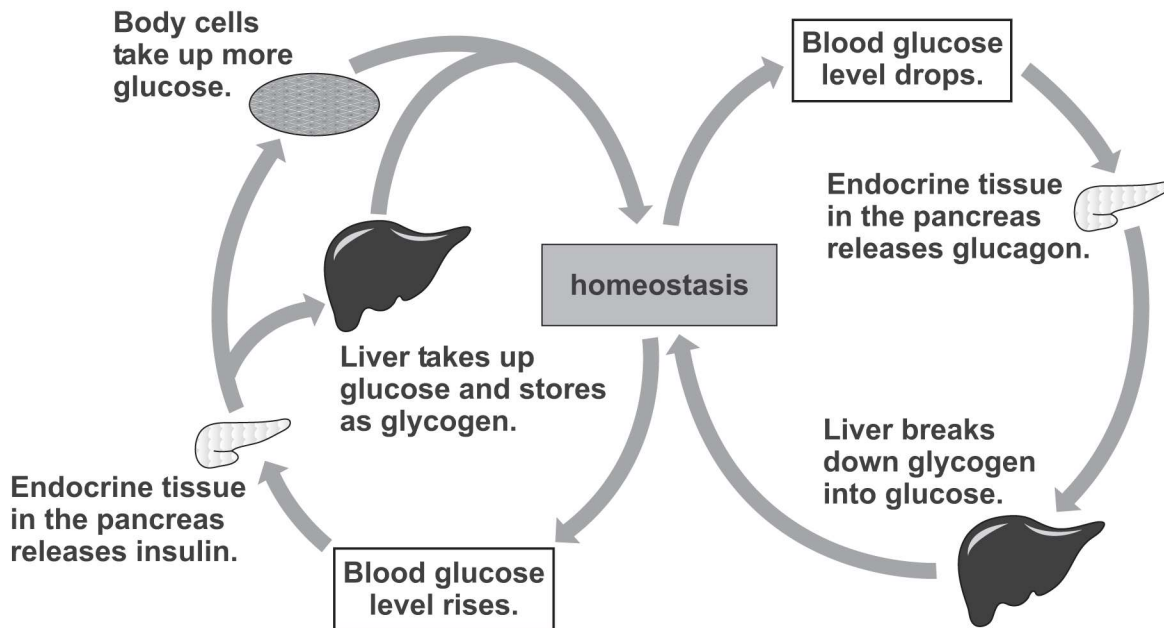 Body cells
take up more
glucose.
Blood glucose
level drops.
Endocrine tissue
in the pancreas
releases glucagon.
homeostasis
Liver takes up
glucose and stores
as glycogen.
Liver breaks
down glycogen
into glucose.
Endocrine tissue
in the pancreas
releases insulin.
Blood glucose
level rises.